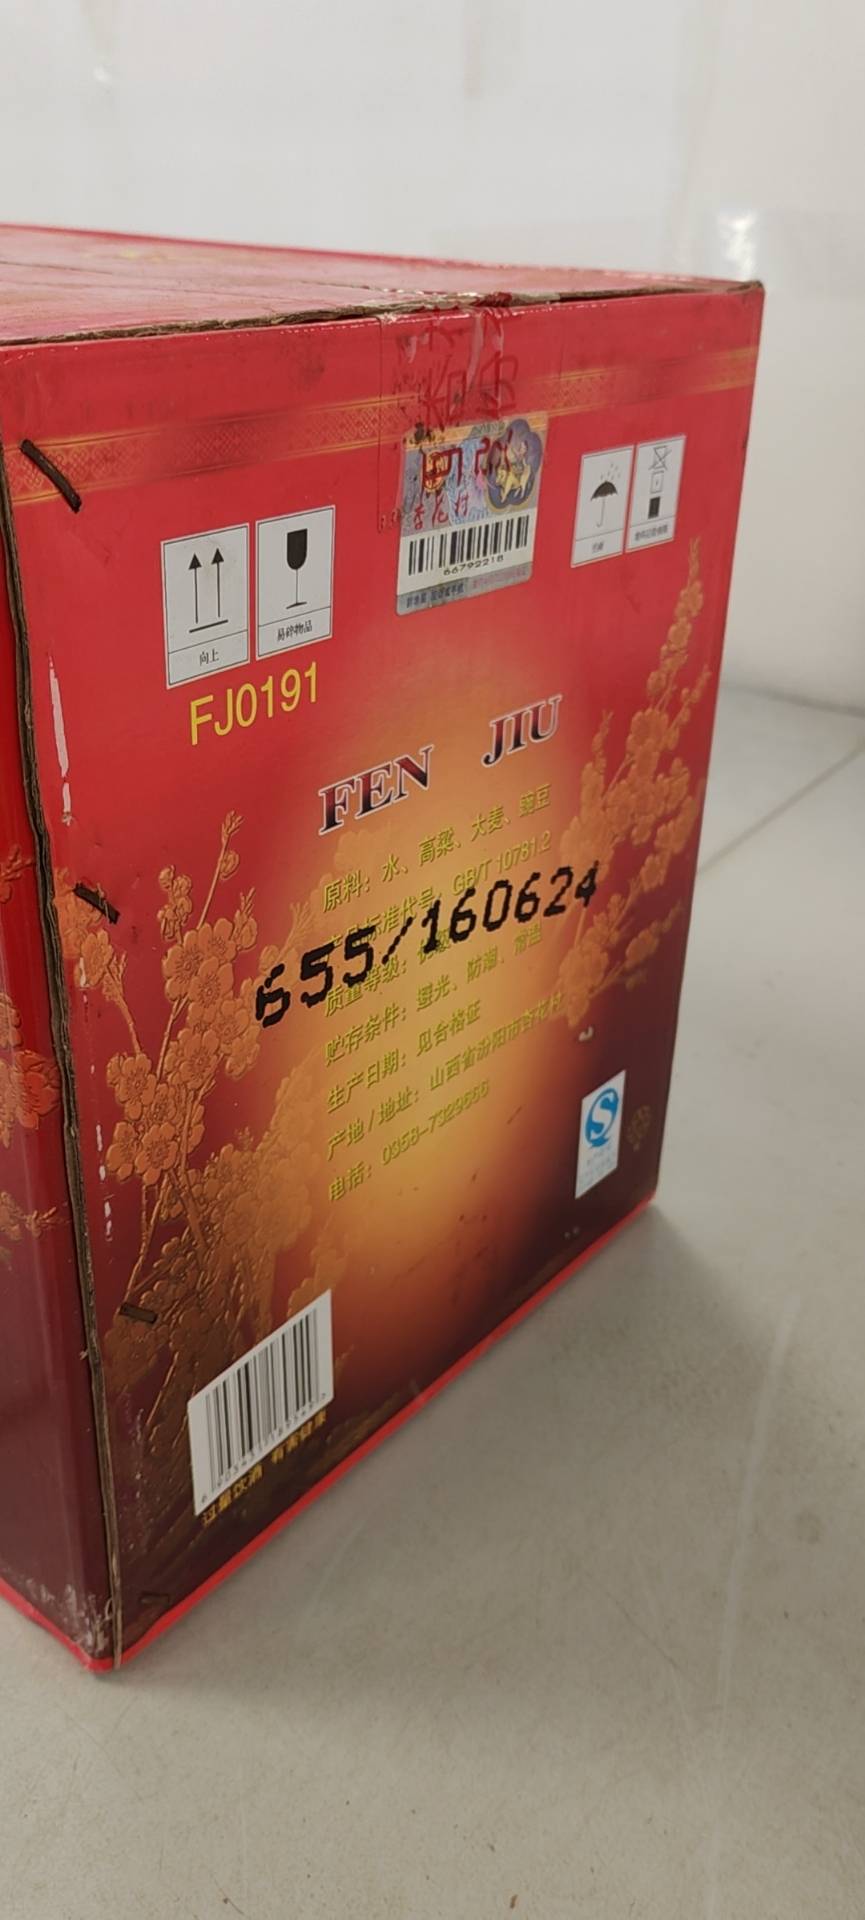 杏花村
66792218
向上
易碎物品
FJ0191
FEN JIU
原料：水、高粱、大麦、豌豆
产品标准代号：GB/T 10781.2
655/160624
质量等级：优级
贮存条件：避光、防潮、常温
生产日期：见合格证
产地/地址：山西省汾阳市杏花村
电话：0358-7329666
过量饮酒 有害健康